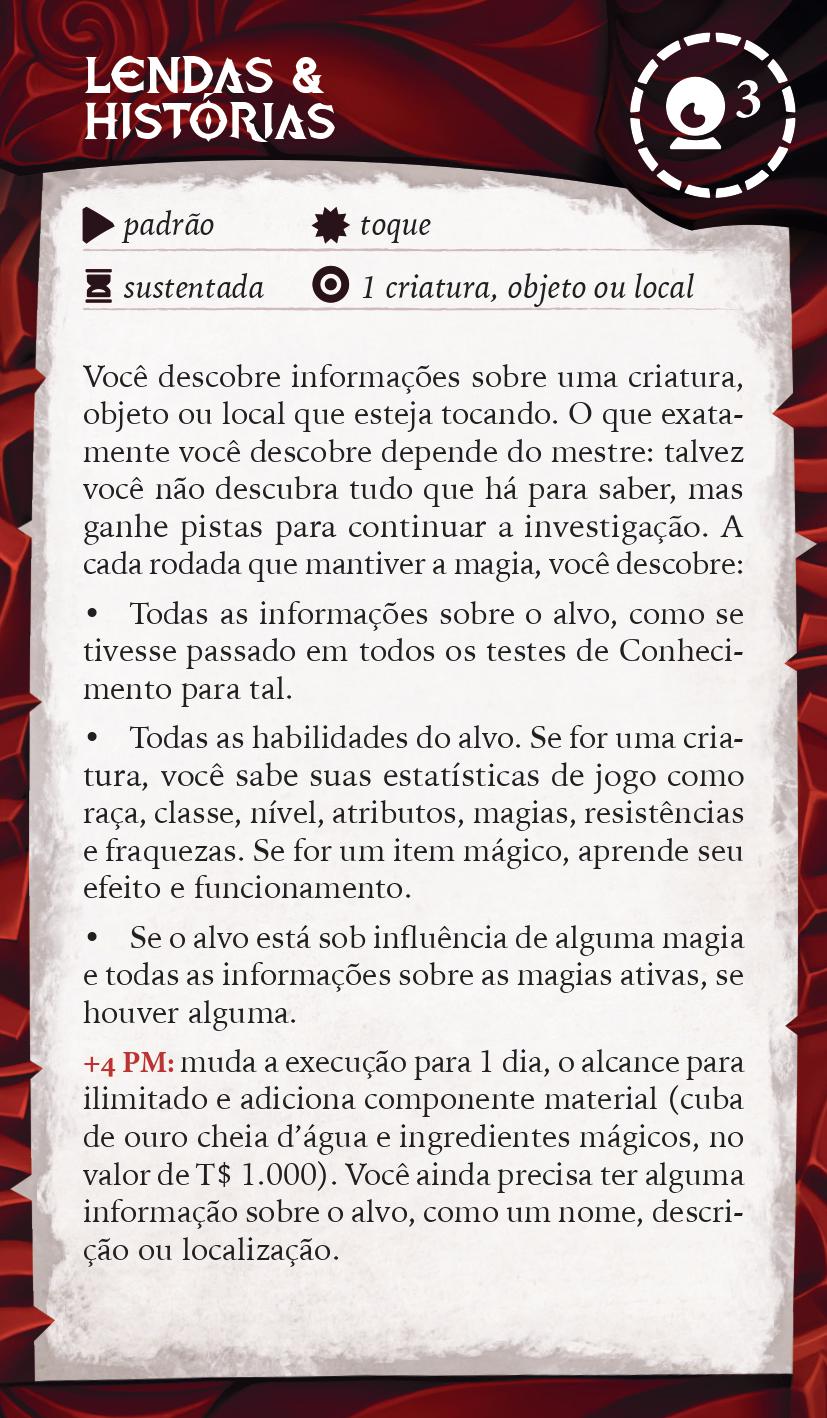 LENDAS &
HISTÓRIAS
3
padrão
toque
sustentada
1 criatura, objeto ou local
Você descobre informações sobre uma criatura,
objeto ou local que esteja tocando. O que exata-
mente você descobre depende do mestre: talvez
você não descubra tudo que há para saber, mas
ganhe pistas para continuar a investigação. A
cada rodada que mantiver a magia, você descobre:
• Todas as informações sobre o alvo, como se
tivesse passado em todos os testes de Conheci-
mento para tal.
• Todas as habilidades do alvo. Se for uma cria-
tura, você sabe suas estatísticas de jogo como
raça, classe, nível, atributos, magias, resistências
e fraquezas. Se for um item mágico, aprende seu
efeito e funcionamento.
• Se o alvo está sob influência de alguma magia
e todas as informações sobre as magias ativas, se
houver alguma.
+4 PM: muda a execução para 1 dia, o alcance para
ilimitado e adiciona componente material (cuba
de ouro cheia d’água e ingredientes mágicos, no
valor de T$ 1.000). Você ainda precisa ter alguma
informação sobre o alvo, como um nome, descri-
ção ou localização.